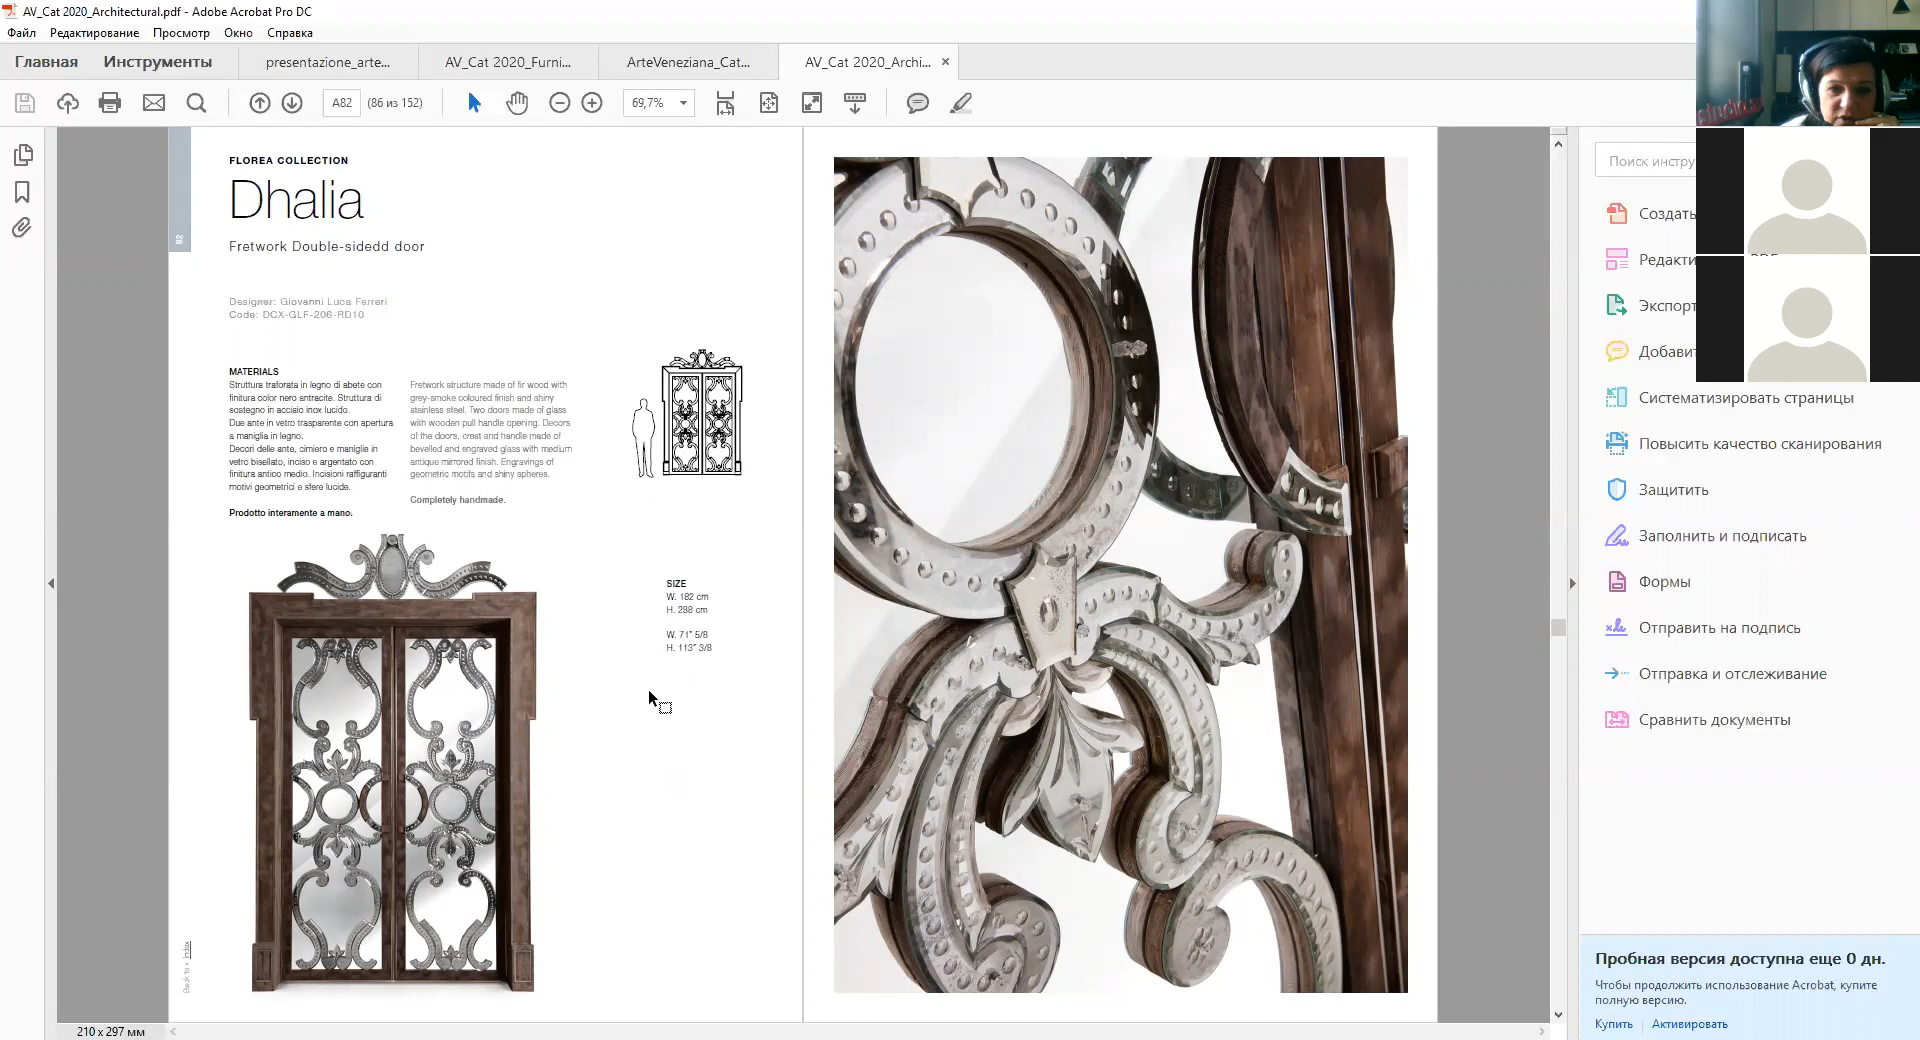 AV_Cat 2020_Architectural.pdf - Adobe Acrobat Pro DC
Файл Редактирование Просмотр Окно Справка
Главная Инструменты presentazione_arte... AV_Cat 2020_Furni... ArteVeneziana_Cat... AV_Cat 2020_Archi... ×
A82 (86 из 152) 69,7%
82
FLOREA COLLECTION
Dhalia
Fretwork Double-sidedd door
Designer: Giovanni Luca Ferreri
Code: DCX-GLF-206-RD10
MATERIALS
Struttura traforata in legno di abete con
finitura color nero antracite. Struttura di
sostegno in acciaio inox lucido.
Due ante in vetro trasparente con apertura
a maniglia in legno.
Decori delle ante, cimiero e maniglie in
vetro bisellato, inciso e argentato con
finitura antico medio. Incisioni raffiguranti
motivi geometrici e sfere lucide.
Prodotto interamente a mano.
Fretwork structure made of fir wood with
grey-smoke coloured finish and shiny
stainless steel. Two doors made of glass
with wooden pull handle opening. Decors
of the doors, crest and handle made of
bevelled and engraved glass with medium
antique mirrored finish. Engravings of
geometric motifs and shiny spheres.
Completely handmade.
SIZE
W. 182 cm
H. 288 cm
W. 71" 5/8
H. 113" 3/8
Back to • Index
210 x 297 мм
Поиск инстру
Создать
Редакти
Экспорт
Добавит
Систематизировать страницы
Повысить качество сканирования
Защитить
Заполнить и подписать
Формы
Отправить на подпись
Отправка и отслеживание
Сравнить документы
Пробная версия доступна еще 0 дн.
Чтобы продолжить использование Acrobat, купите
полную версию.
Купить Активировать